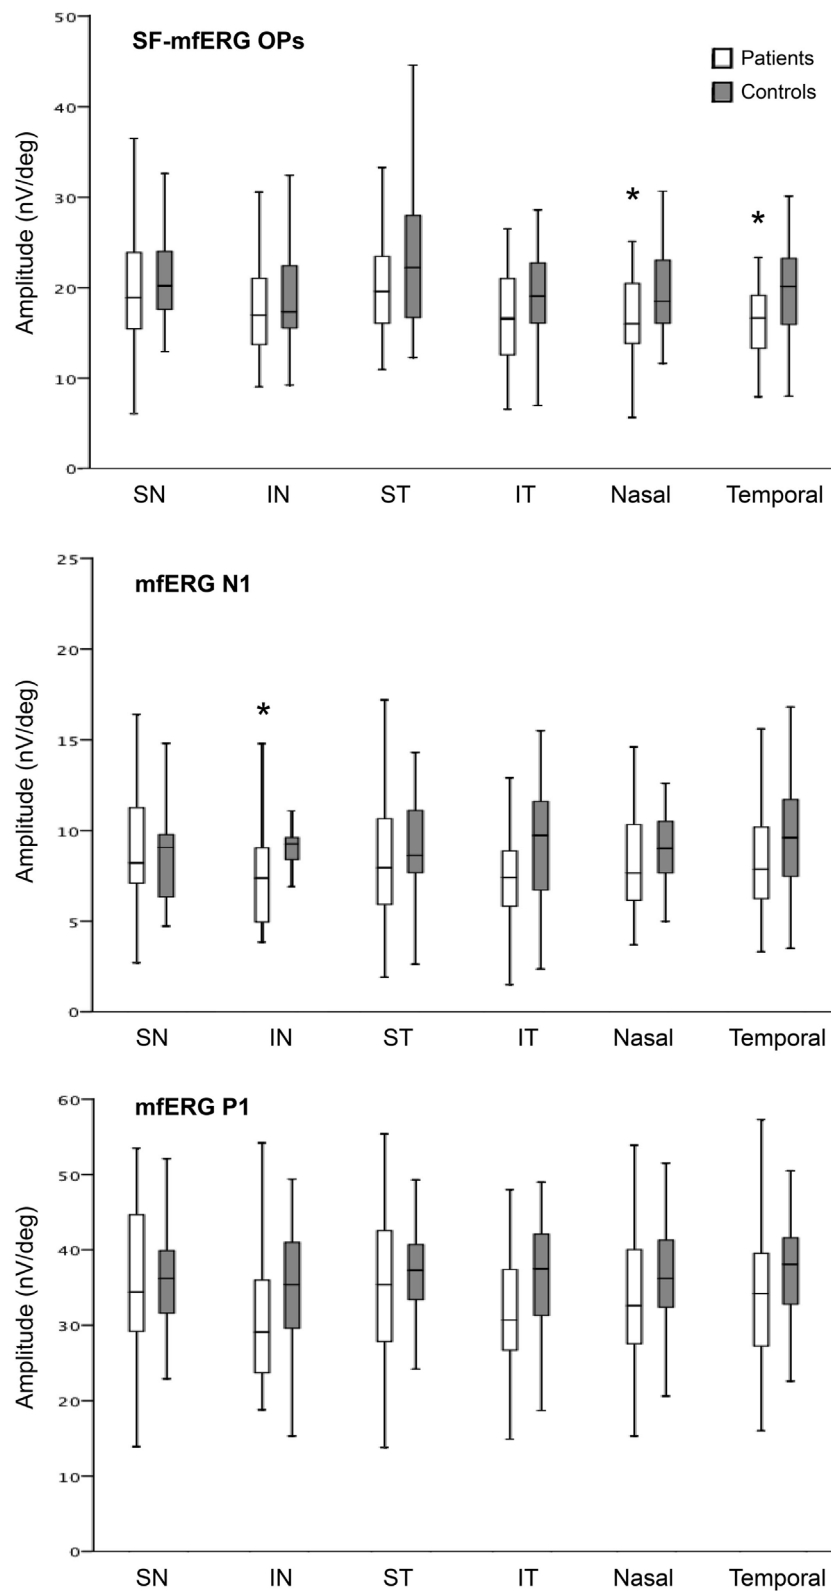 50
SF-mfERG OPs
Patients
Controls
40
30
20
10
0
Amplitude (nV/deg)
*
*
SN IN ST IT Nasal Temporal
25
mfERG N1
20
15
10
5
0
Amplitude (nV/deg)
*
SN IN ST IT Nasal Temporal
60
mfERG P1
50
40
30
20
10
0
Amplitude (nV/deg)
SN IN ST IT Nasal Temporal